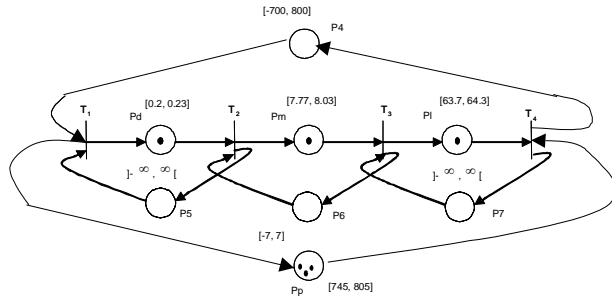 [-700, 800]
P4
T1 Pd [0.2, 0.23] T2 Pm [7.77, 8.03] T3 Pl [63.7, 64.3] T4
]- ∞ , ∞ [ ]- ∞ , ∞ [
P5 P6 P7
[-7, 7]
Pp [745, 805]